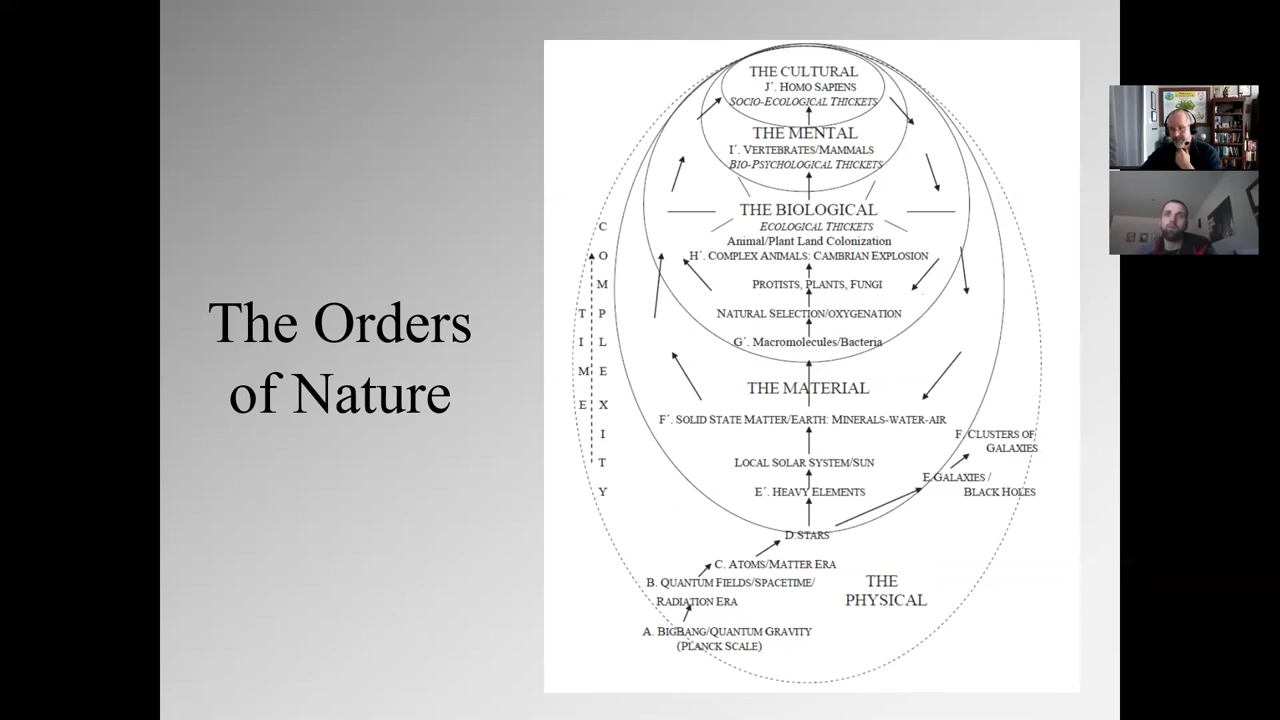 The Orders
of Nature
THE CULTURAL
J´. HOMO SAPIENS
SOCIO-ECOLOGICAL THICKETS
THE MENTAL
I´. VERTEBRATES/MAMMALS
BIO-PSYCHOLOGICAL THICKETS
THE BIOLOGICAL
ECOLOGICAL THICKETS
Animal/Plant Land Colonization
H´. COMPLEX ANIMALS: CAMBRIAN EXPLOSION
PROTISTS, PLANTS, FUNGI
NATURAL SELECTION/OXYGENATION
G´. Macromolecules/Bacteria
THE MATERIAL
F´. SOLID STATE MATTER/EARTH: MINERALS-WATER-AIR
F. CLUSTERS OF
GALAXIES
LOCAL SOLAR SYSTEM/SUN
E GALAXIES /
BLACK HOLES
E´. HEAVY ELEMENTS
D.STARS
C. ATOMS/MATTER ERA
B. QUANTUM FIELDS/SPACETIME/
RADIATION ERA
THE
PHYSICAL
A. BIGBANG/QUANTUM GRAVITY
(PLANCK SCALE)
TIME
COMPLEXITY